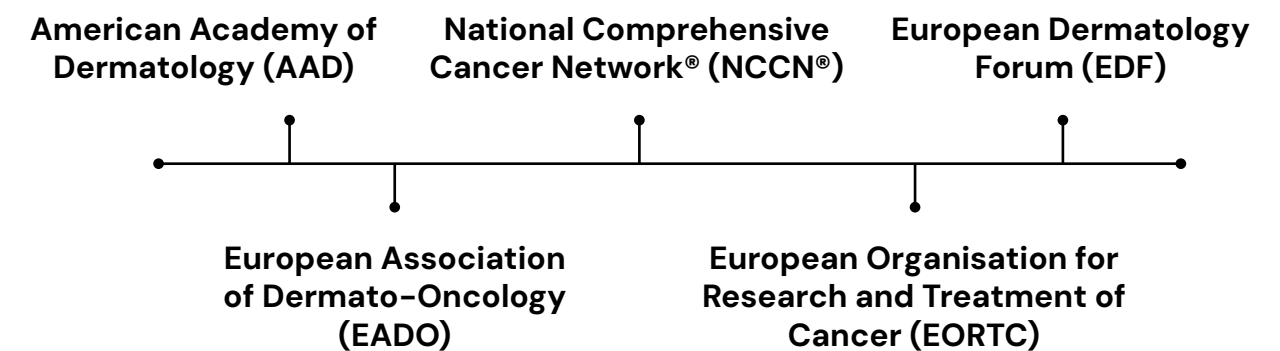 American Academy of
Dermatology (AAD)
National Comprehensive
Cancer Network® (NCCN®)
European Dermatology
Forum (EDF)
European Association
of Dermato-Oncology
(EADO)
European Organisation for
Research and Treatment of
Cancer (EORTC)